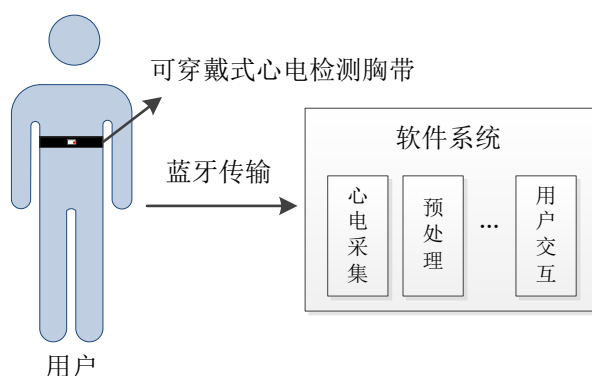 可穿戴式心电检测胸带
软件系统
蓝牙传输
心电采集
预处理
...
用户交互
用户